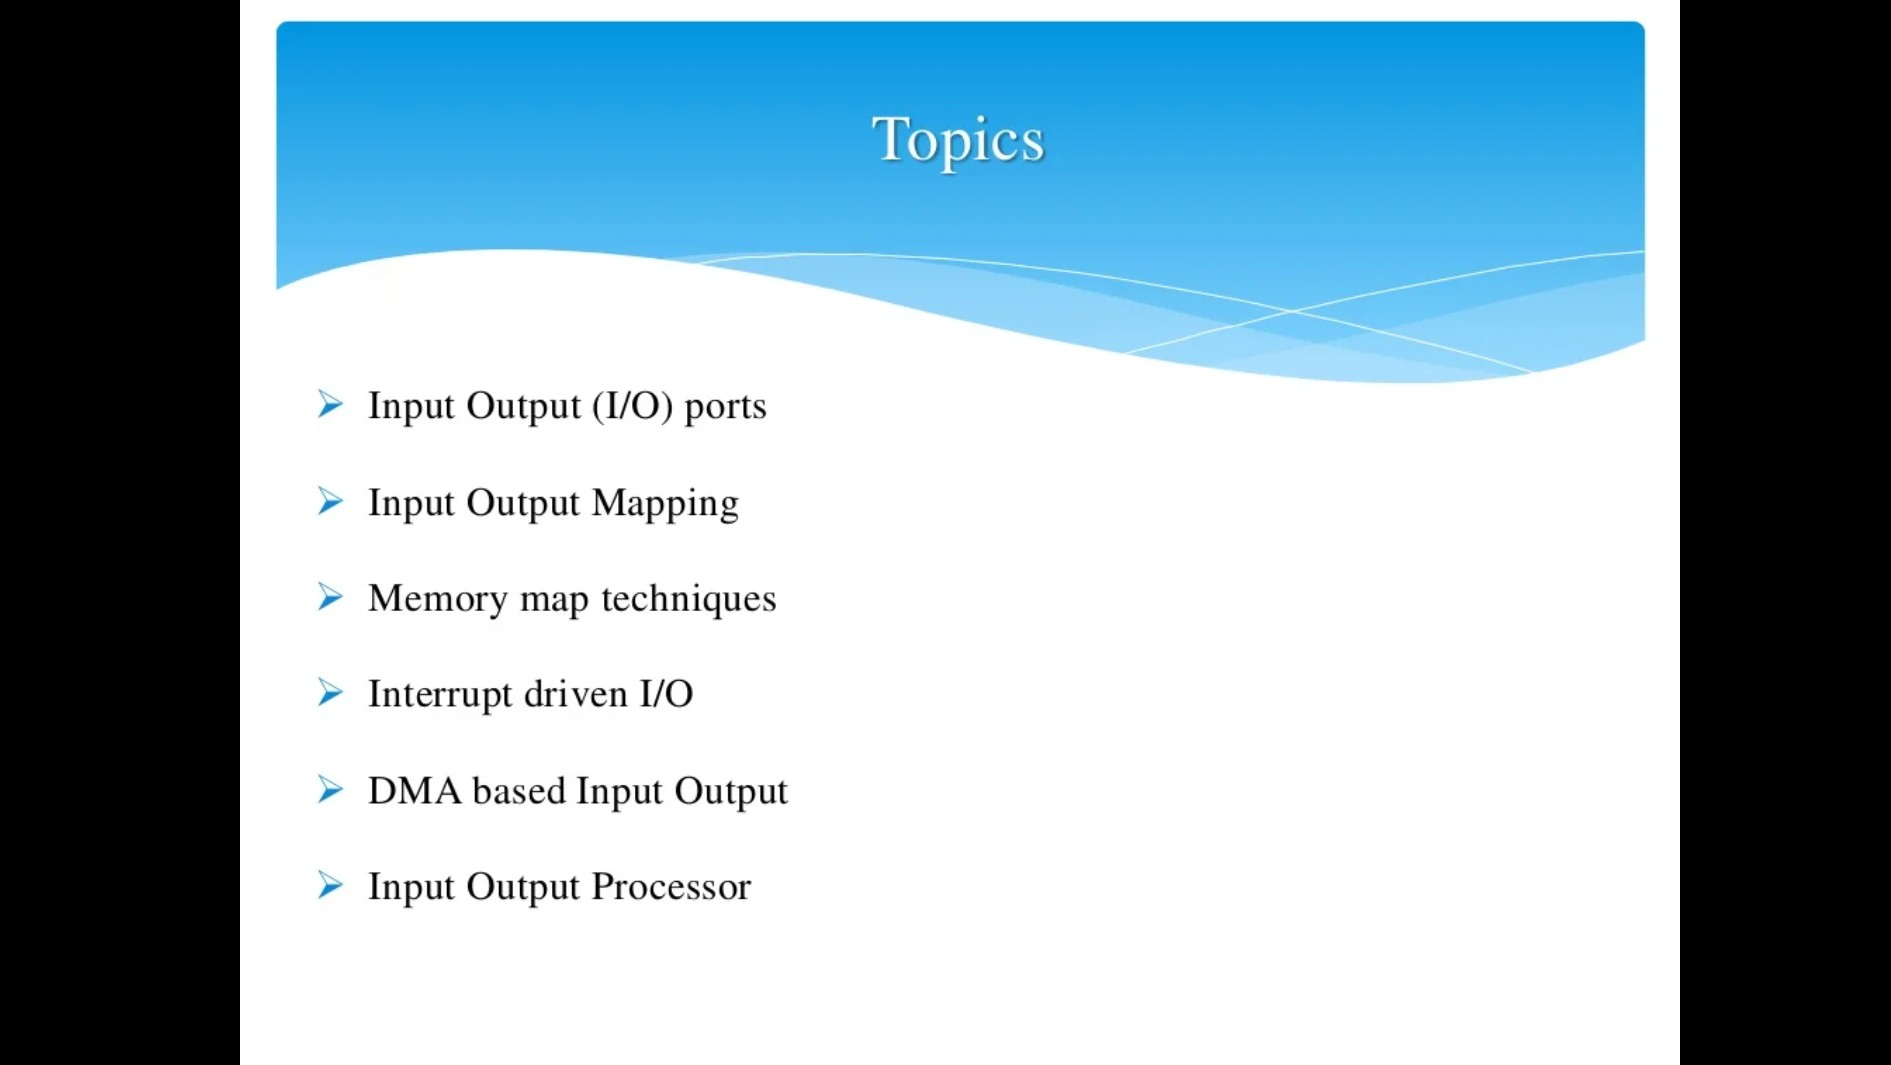 Topics
Input Output (I/O) ports
Input Output Mapping
Memory map techniques
Interrupt driven I/O
DMA based Input Output
Input Output Processor